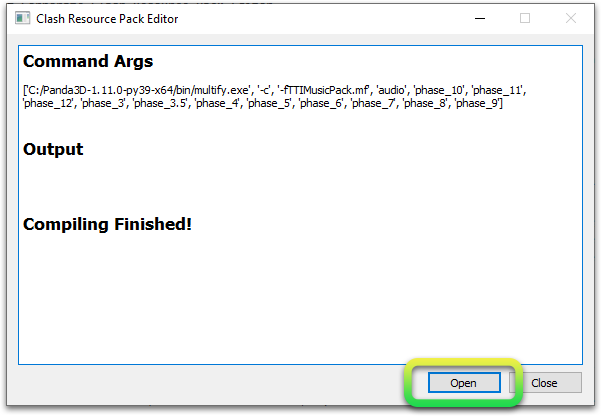 Clash Resource Pack Editor
Command Args
['C:/Panda3D-1.11.0-py39-x64/bin/multify.exe', '-c', '-fTTIMusicPack.mf', 'audio', 'phase_10', 'phase_11',
'phase_12', 'phase_3', 'phase_3.5', 'phase_4', 'phase_5', 'phase_6', 'phase_7', 'phase_8', 'phase_9']
Output
Compiling Finished!
Open
Close